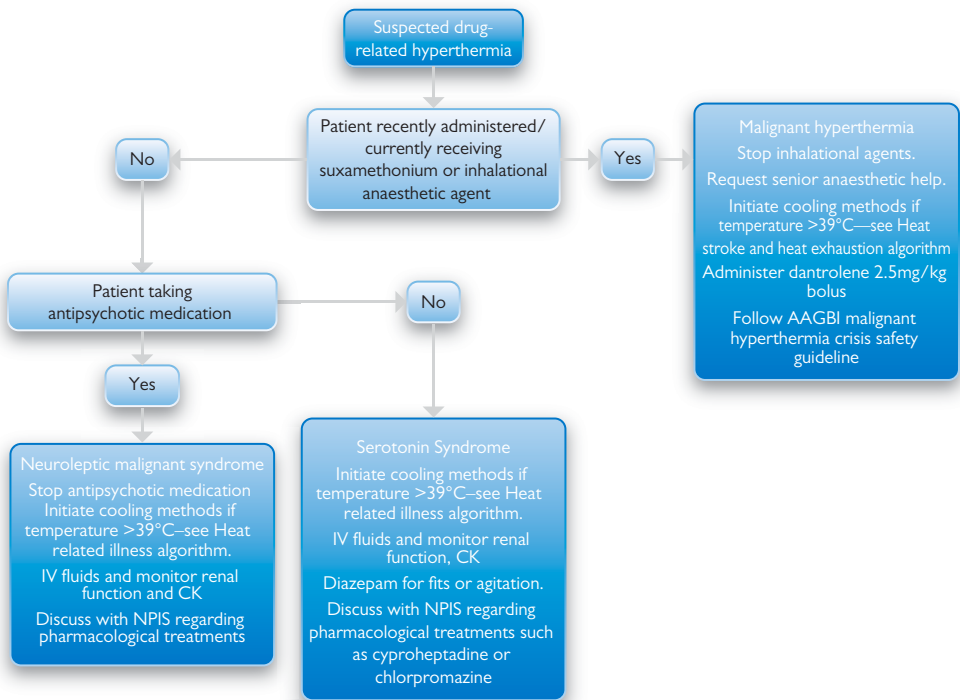 Suspected drug-
related hyperthermia
Patient recently administered/
currently receiving
suxamethonium or inhalational
anaesthetic agent
No
Yes
Malignant hyperthermia
Stop inhalational agents.
Request senior anaesthetic help.
Initiate cooling methods if
temperature >39°C—see Heat
stroke and heat exhaustion algorithm
Administer dantrolene 2.5mg/kg
bolus
Follow AAGBI malignant
hyperthermia crisis safety
guideline
Patient taking
antipsychotic medication
No
Yes
Neuroleptic malignant syndrome
Stop antipsychotic medication
Initiate cooling methods if
temperature >39°C–see Heat
related illness algorithm.
IV fluids and monitor renal
function and CK
Discuss with NPIS regarding
pharmacological treatments
Serotonin Syndrome
Initiate cooling methods if
temperature >39°C–see Heat
related illness algorithm.
IV fluids and monitor renal
function, CK
Diazepam for fits or agitation.
Discuss with NPIS regarding
pharmacological treatments such
as cyproheptadine or
chlorpromazine